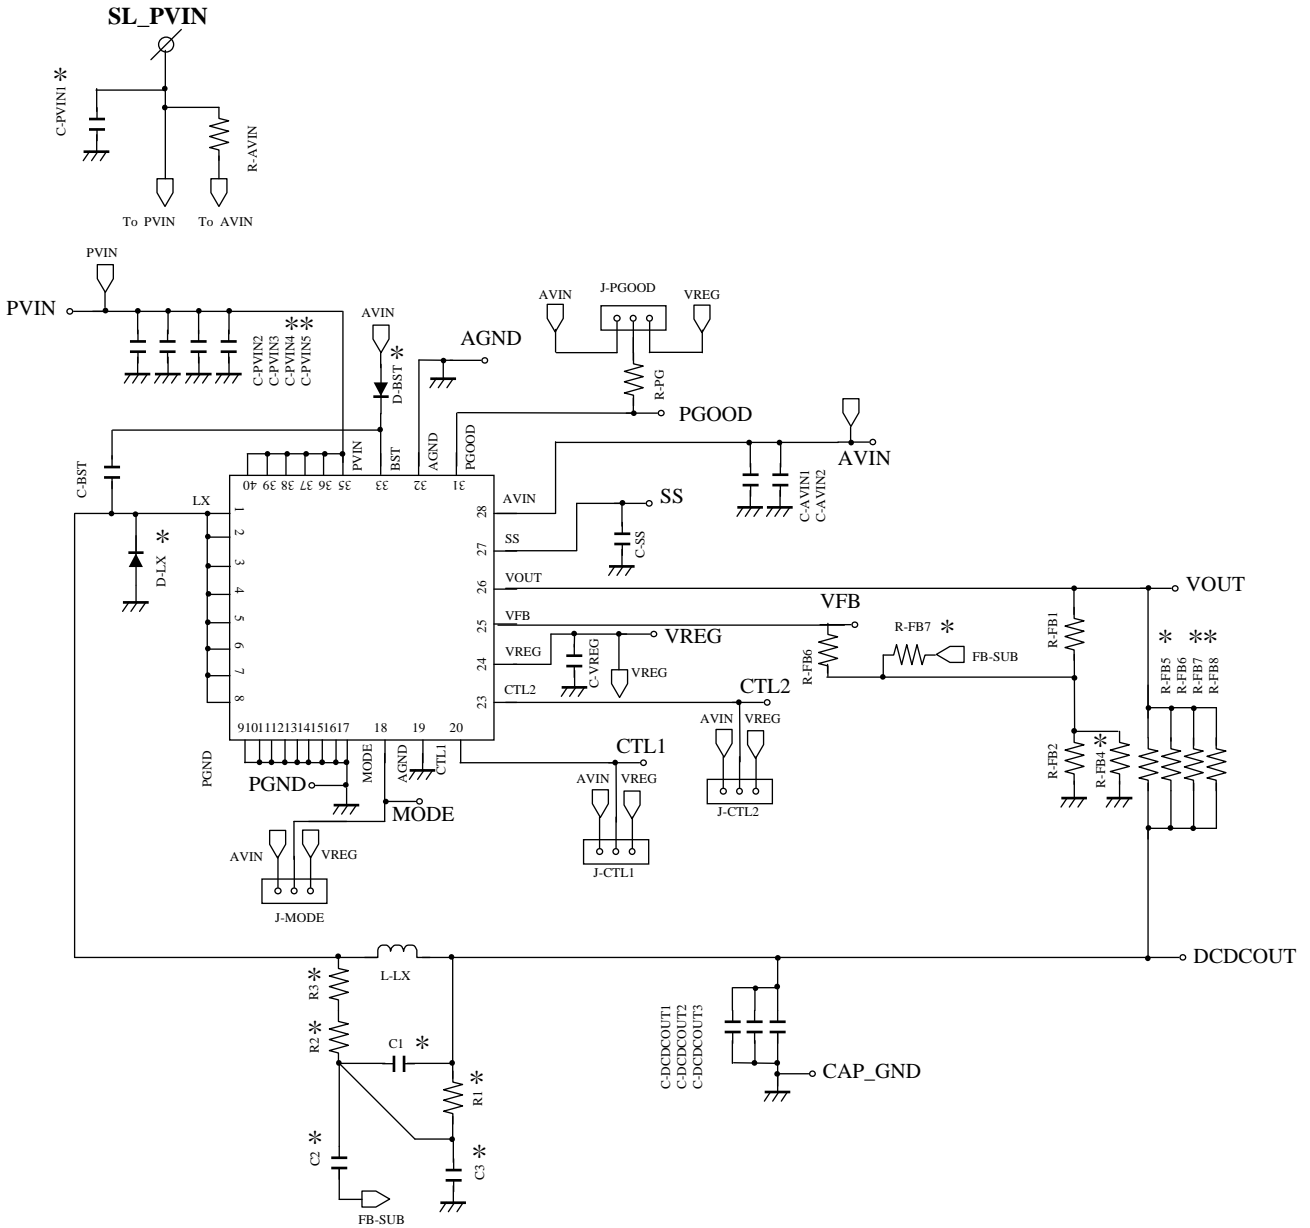 SL_PVIN
C-PVIN1 *
R-AVIN
To PVIN
To AVIN
PVIN
PVIN
C-PVIN2
C-PVIN3
C-PVIN4 *
C-PVIN5 *
AVIN
D-BST *
AGND
AVIN
J-PGOOD
VREG
R-PG
PGOOD
AVIN
C-AVIN1
C-AVIN2
C-BST
PVIN
BST
AGND
PGOOD
40 39 38 37 36 35 33 32 31
LX
1
2
3
4
5
6
7
8
D-LX *
28
27
26
25
24
23
AVIN
SS
VOUT
VFB
VREG
CTL2
SS
C-SS
VOUT
VFB
R-FB6
R-FB7 *
FB-SUB
R-FB1
R-FB5 *
R-FB6
R-FB7 *
R-FB8 *
VREG
C-VREG
VREG
CTL2
AVIN
VREG
J-CTL2
R-FB2
R-FB4 *
9 10 11 12 13 14 15 16 17 18 19 20
PGND
MODE
AGND
CTL1
PGND
MODE
CTL1
AVIN
VREG
J-CTL1
AVIN
VREG
J-MODE
L-LX
DCDCOUT
R3 *
R2 *
C1 *
R1 *
C2 *
C3 *
FB-SUB
C-DCDCOUT1
C-DCDCOUT2
C-DCDCOUT3
CAP_GND